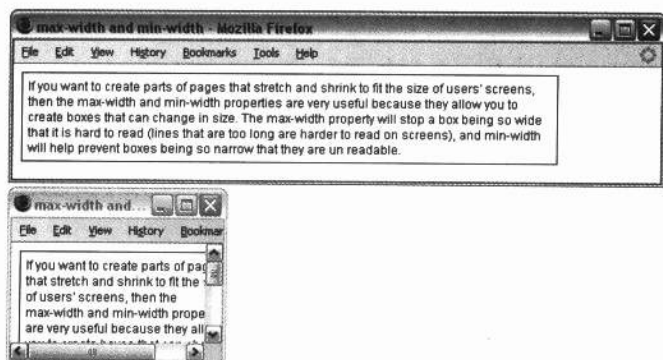 max-width and min-width - Mozilla Firefox
File Edit View History Bookmarks Tools Help
If you want to create parts of pages that stretch and shrink to fit the size of users' screens,
then the max-width and min-width properties are very useful because they allow you to
create boxes that can change in size. The max-width property will stop a box being so wide
that it is hard to read (lines that are too long are harder to read on screens), and min-width
will help prevent boxes being so narrow that they are un readable.
max-width and...
File Edit View History Bookmar
If you want to create parts of pag
that stretch and shrink to fit the
of users' screens, then the
max-width and min-width prope
are very useful because they all